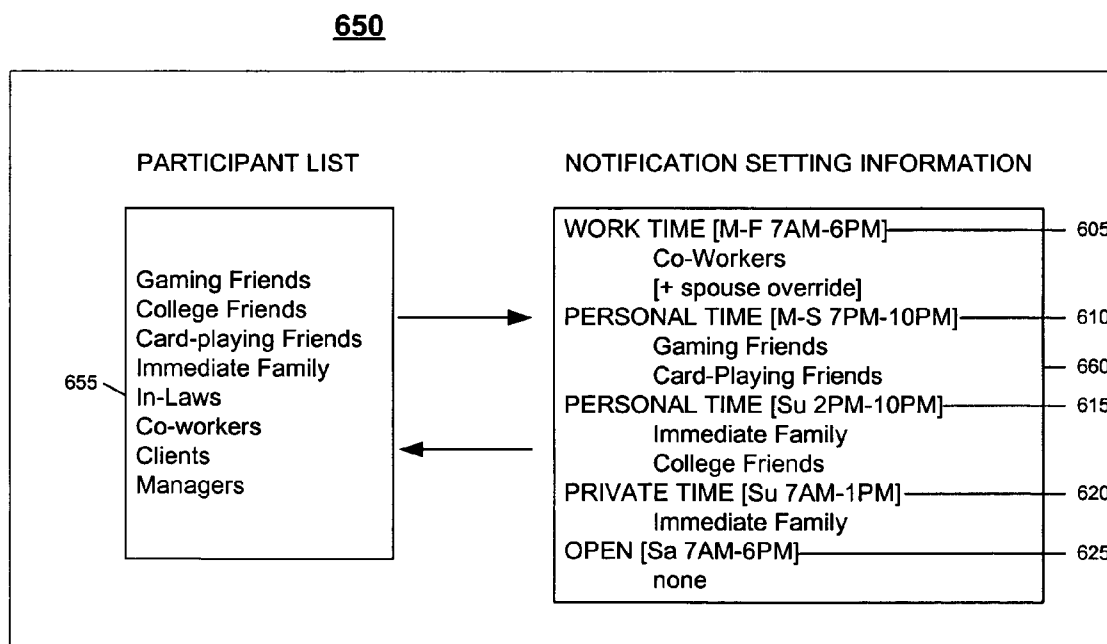 650
PARTICIPANT LIST
Gaming Friends
College Friends
Card-playing Friends
Immediate Family
In-Laws
Co-workers
Clients
Managers
655
NOTIFICATION SETTING INFORMATION
WORK TIME [M-F 7AM-6PM]
Co-Workers
[+ spouse override]
PERSONAL TIME [M-S 7PM-10PM]
Gaming Friends
Card-Playing Friends
PERSONAL TIME [Su 2PM-10PM]
Immediate Family
College Friends
PRIVATE TIME [Su 7AM-1PM]
Immediate Family
OPEN [Sa 7AM-6PM]
none
605
610
660
615
620
625